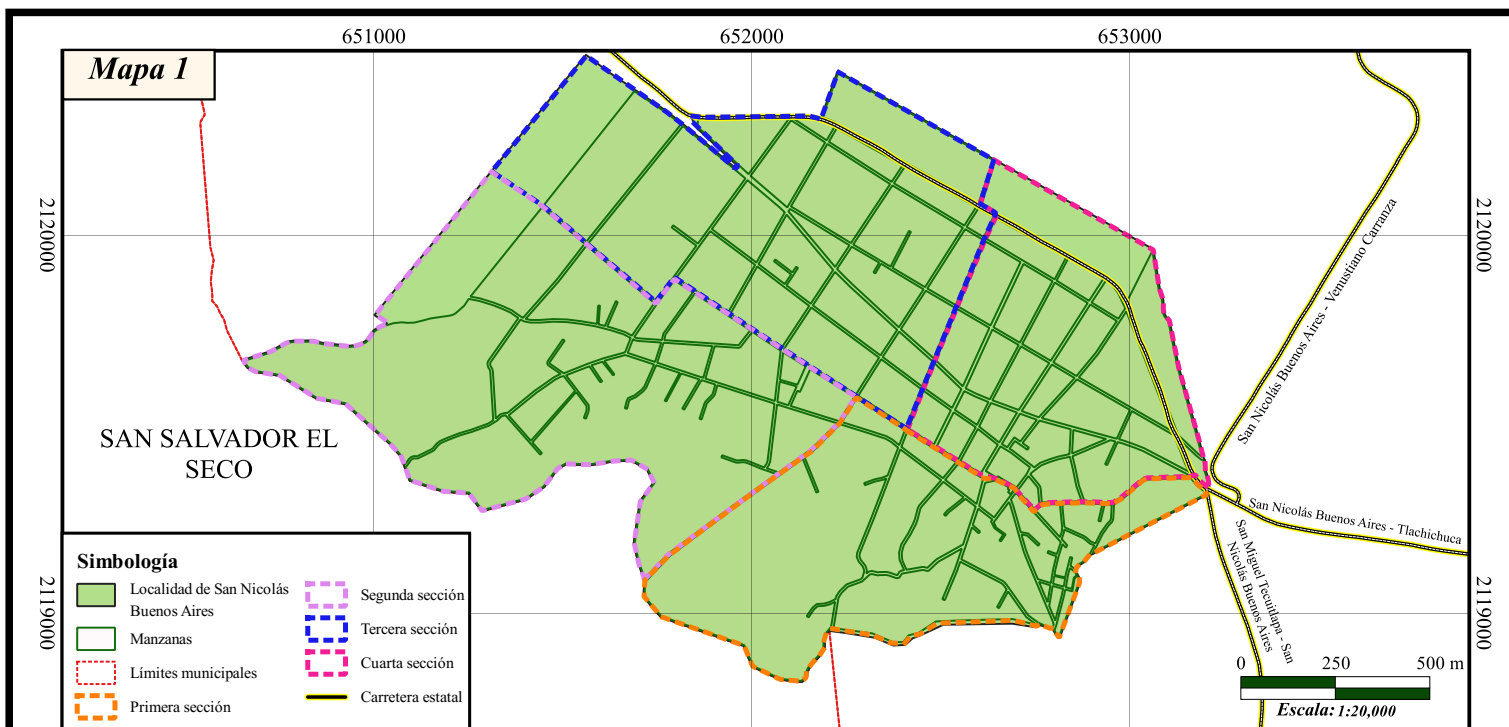 651000
652000
653000
Mapa 1
2120000
2120000
San Nicolás Buenos Aires - Venustiano Carranza
SAN SALVADOR EL
SECO
San Nicolás Buenos Aires - Tlachichuca
San Miguel Tecuitlapa - San
Nicolás Buenos Aires
2119000
2119000
Simbología
Localidad de San Nicolás
Buenos Aires
Manzanas
Límites municipales
Primera sección
Segunda sección
Tercera sección
Cuarta sección
Carretera estatal
0 250 500 m
Escala: 1:20,000